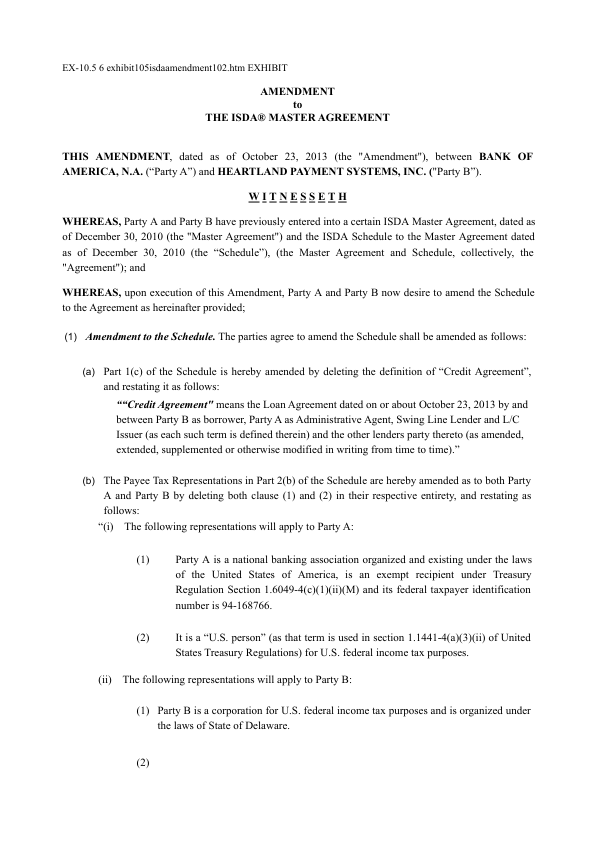 EX-10.5 6 exhibit105isdaamendment102.htm EXHIBIT
AMENDMENT
to
THE ISDA® MASTER AGREEMENT
THIS AMENDMENT, dated as of October 23, 2013 (the "Amendment"), between BANK OF
AMERICA, N.A. (“Party A”) and HEARTLAND PAYMENT SYSTEMS, INC. ("Party B”).
W I T N E S S E T H
WHEREAS, Party A and Party B have previously entered into a certain ISDA Master Agreement, dated as
of December 30, 2010 (the "Master Agreement") and the ISDA Schedule to the Master Agreement dated
as of December 30, 2010 (the “Schedule”), (the Master Agreement and Schedule, collectively, the
"Agreement"); and
WHEREAS, upon execution of this Amendment, Party A and Party B now desire to amend the Schedule
to the Agreement as hereinafter provided;
(1) Amendment to the Schedule. The parties agree to amend the Schedule shall be amended as follows:
(a) Part 1(c) of the Schedule is hereby amended by deleting the definition of “Credit Agreement”,
and restating it as follows:
““Credit Agreement" means the Loan Agreement dated on or about October 23, 2013 by and
between Party B as borrower, Party A as Administrative Agent, Swing Line Lender and L/C
Issuer (as each such term is defined therein) and the other lenders party thereto (as amended,
extended, supplemented or otherwise modified in writing from time to time).”
(b) The Payee Tax Representations in Part 2(b) of the Schedule are hereby amended as to both Party
A and Party B by deleting both clause (1) and (2) in their respective entirety, and restating as
follows:
“(i) The following representations will apply to Party A:
(1) Party A is a national banking association organized and existing under the laws
of the United States of America, is an exempt recipient under Treasury
Regulation Section 1.6049-4(c)(1)(ii)(M) and its federal taxpayer identification
number is 94-168766.
(2) It is a “U.S. person” (as that term is used in section 1.1441-4(a)(3)(ii) of United
States Treasury Regulations) for U.S. federal income tax purposes.
(ii) The following representations will apply to Party B:
(1) Party B is a corporation for U.S. federal income tax purposes and is organized under
the laws of State of Delaware.
(2)